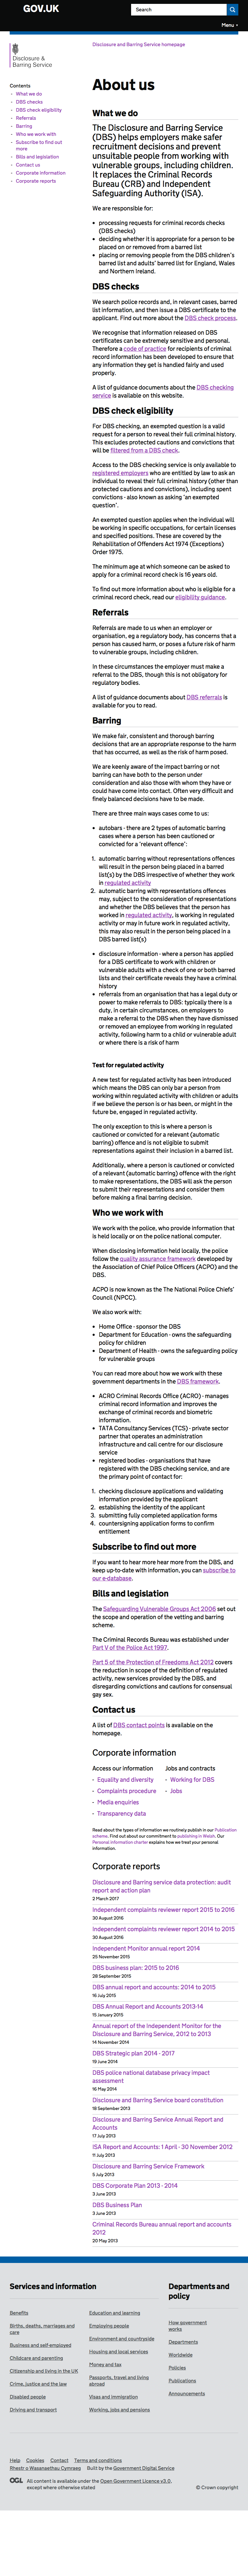 GOV.UK
Search
Menu
Disclosure and Barring Service homepage
Disclosure &
Barring Service
Contents
What we do
DBS checks
DBS check eligibility
Referrals
Barring
Who we work with
Subscribe to find out
more
Bills and legislation
Contact us
Corporate information
Corporate reports
About us
What we do
The Disclosure and Barring Service
(DBS) helps employers make safer
recruitment decisions and prevent
unsuitable people from working with
vulnerable groups, including children.
It replaces the Criminal Records
Bureau (CRB) and Independent
Safeguarding Authority (ISA).
We are responsible for:
• processing requests for criminal records checks
(DBS checks)
• deciding whether it is appropriate for a person to be
placed on or removed from a barred list
• placing or removing people from the DBS children's
barred list and adults' barred list for England, Wales
and Northern Ireland.
DBS checks
We search police records and, in relevant cases, barred
list information, and then issue a DBS certificate to the
applicant. Find out more about the DBS check process.
We recognise that information released on DBS
certificates can be extremely sensitive and personal.
Therefore a code of practice for recipients of criminal
record information has been developed to ensure
that any information they get is handled fairly and used
properly.
A list of guidance documents about the DBS checking
service is available on this website.
DBS check eligibility
For DBS checking, an exempted question is a valid
request for a person to reveal their full criminal history.
This excludes protected cautions and convictions that
will be filtered from a DBS check.
Access to the DBS checking service is only available to
registered employers who are entitled by law to ask an
individual to reveal their full criminal history (other than
protected cautions and convictions), including spent
convictions - also known as asking 'an exempted
question'.
An exempted question applies when the individual will
be working in specific occupations, for certain licenses
and specified positions. These are covered by the
Rehabilitation of Offenders Act 1974 (Exceptions)
Order 1975.
The minimum age at which someone can be asked to
apply for a criminal record check is 16 years old.
To find out more information about who is eligible for a
criminal record check, read our eligibility guidance.
Referrals
Referrals are made to us when an employer or
organisation, eg a regulatory body, has concerns that a
person has caused harm, or poses a future risk of harm
to vulnerable groups, including children.
In these circumstances the employer must make a
referral to the DBS, though this is not obligatory for
regulatory bodies.
A list of guidance documents about DBS referrals is
available for you to read.
Barring
We make fair, consistent and thorough barring
decisions that are an appropriate response to the harm
that has occured, as well as the risk of harm posed.
We are keenly aware of the impact barring or not
barring can have both to the person under
consideration and also those with whom they have or
could have had come into contact. Often all only
finely balanced decisions have to be made.
There are three main ways cases come to us:
• autobars - there are 2 types of automatic barring
cases where a person has been cautioned or
convicted for a 'relevant offence':
1. automatic barring without representations offences
will result in the person being placed in a barred
list(s) by the DBS irrespective of whether they work
in regulated activity
2. automatic barring with representations offences
may, subject to the consideration of representations
and where the DBS believes that the person has
worked in regulated activity, is working in regulated
activity or may in future work in regulated activity,
this may also result in the person being placed in a
DBS barred list(s)
• disclosure information - where a person has applied
for a DBS certificate to work with children or
vulnerable adults which a check of one or both DBS
lists and their certificate reveals they have a criminal
history
• referrals from an organisation that has a legal duty or
power to make referrals to DBS: typically there is a
duty, in certain circumstances, on employers to
make a referral to the DBS when they have dismissed
or removed an employee from working in regulated
activity, following harm to a child or vulnerable adult
or where there is a risk of harm
Test for regulated activity
A new test for regulated activity has been introduced
which means that the DBS can only bar a person from
working within regulated activity with children or adults
if we believe the person is or has been, or might in the
future be, engaged in regulated activity.
The only exception to this is where a person is
cautioned or convicted for a relevant (automatic
barring) offence and is not eligible to submit
representations against their inclusion in a barred list.
Additionally, where a person is cautioned or convicted
of a relevant (Automatic barring) offence with the right
to make representations, the DBS will ask the person
to submit their representations and consider them
before making a final barring decision.
Who we work with
We work with the police, who provide information that
is held locally or on the police national computer.
When disclosing information held locally, the police
follow the quality assurance framework developed by
the Association of Chief Police Officers (ACPO) and the
DBS.
ACPO is now known as the The National Police Chiefs'
Council (NPCC).
We also work with:
• Home Office - sponsor the DBS
• Department for Education - owns the safeguarding
policy for children
• Department of Health - owns the safeguarding policy
for vulnerable groups
You can read more about how we work with these
government departments in the DBS framework.
• ACRO Criminal Records Office (ACRO) - manages
criminal record information and improves the
exchange of criminal records and biometric
information.
• TATA Consultancy Services (TCS) - private sector
partner that operates an administration
infrastructure and call centre for our disclosure
service
• registered bodies - organisations that have
registered with the DBS checking service, and are
the primary point of contact for:
1. checking disclosure applications and validating
information provided by the applicant
2. establishing the identity of the applicant
3. submitting fully completed application forms
4. countersigning application forms to confirm
entitlement
Subscribe to find out more
If you want to hear more hear more from the DBS, and
keep up-to-date with information, you can subscribe to
our e-database.
Bills and legislation
The Safeguarding Vulnerable Groups Act 2006 set out
the scope and operation of the vetting and barring
scheme.
The Criminal Records Bureau was established under
Part V of the Police Act 1997.
Part 5 of the Protection of Freedoms Act 2012 covers
the reduction in scope of the definition of regulated
activity, new services provided by the DBS, and
disregarding convictions and cautions for consensual
gay sex.
Contact us
A list of DBS contact points is available on the
homepage.
Corporate information
Access our information
Equality and diversity
Complaints procedure
Media enquiries
Transparency data
Jobs and contracts
Working for DBS
Jobs
Read about the types of information we routinely publish in our Publication
scheme. Find out about our commitment to publishing in Welsh. Our
Personal information charter explains how we treat your personal
information.
Corporate reports
Disclosure and Barring service data protection: audit
report and action plan
2 March 2017
Independent complaints reviewer report 2015 to 2016
30 August 2016
Independent complaints reviewer report 2014 to 2015
30 August 2016
Independent Monitor annual report 2014
25 November 2015
DBS business plan: 2015 to 2016
28 September 2015
DBS annual report and accounts: 2014 to 2015
16 July 2015
DBS Annual Report and Accounts 2013-14
15 January 2015
Annual report of the Independent Monitor for the
Disclosure and Barring Service, 2012 to 2013
14 November 2014
DBS Strategic plan 2014 - 2017
19 June 2014
DBS police national database privacy impact
assessment
16 May 2014
Disclosure and Barring Service board constitution
18 September 2013
Disclosure and Barring Service Annual Report and
Accounts
17 July 2013
ISA Report and Accounts: 1 April - 30 November 2012
11 July 2013
Disclosure and Barring Service Framework
5 July 2013
DBS Corporate Plan 2013 - 2014
3 June 2013
DBS Business Plan
3 June 2013
Criminal Records Bureau annual report and accounts
2012
20 May 2013
Services and information
Benefits
Births, deaths, marriages and
care
Business and self-employed
Childcare and parenting
Citizenship and living in the UK
Crime, justice and the law
Disabled people
Driving and transport
Education and learning
Employing people
Environment and countryside
Housing and local services
Money and tax
Passports, travel and living
abroad
Visas and immigration
Working, jobs and pensions
Departments and
policy
How government
works
Departments
Worldwide
Policies
Publications
Announcements
Help
Cookies
Contact
Terms and conditions
Rhestr o Wasanaethau Cymraeg
Built by the Government Digital Service
OGL
All content is available under the Open Government Licence v3.0,
except where otherwise stated
© Crown copyright